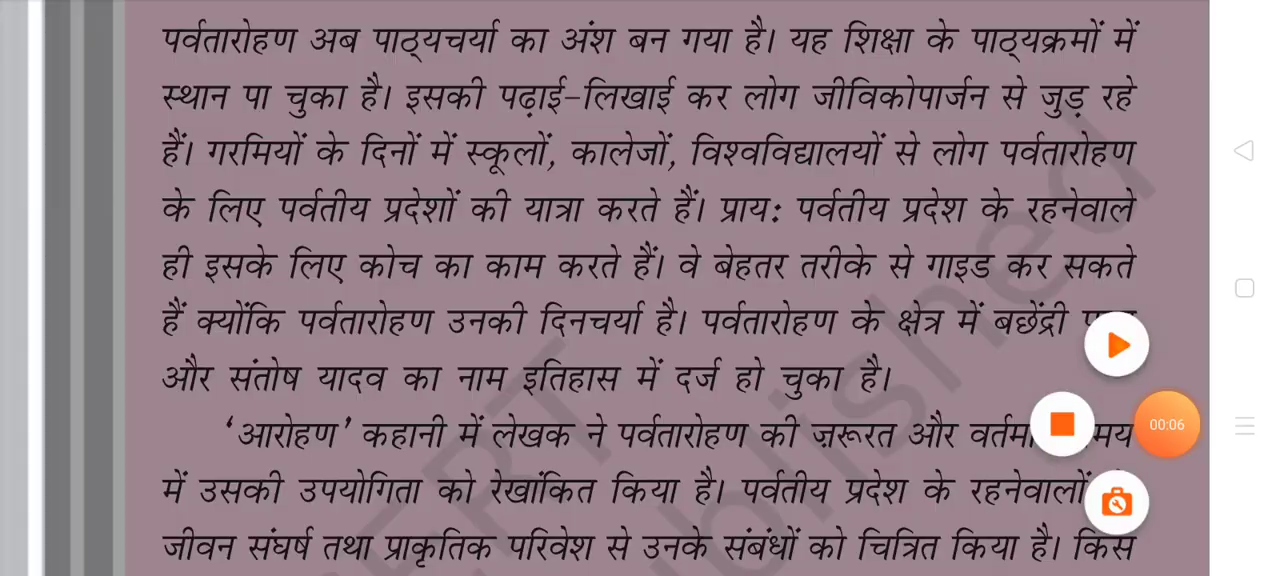 पर्वतारोहण अब पाठ्यचर्या का अंश बन गया है। यह शिक्षा के पाठ्यक्रमों में
स्थान पा चुका है। इसकी पढ़ाई-लिखाई कर लोग जीविकोपार्जन से जुड़ रहे
हैं। गरमियों के दिनों में स्कूलों, कालेजों, विश्वविद्यालयों से लोग पर्वतारोहण
के लिए पर्वतीय प्रदेशों की यात्रा करते हैं। प्राय: पर्वतीय प्रदेश के रहनेवाले
ही इसके लिए कोच का काम करते हैं। वे बेहतर तरीके से गाइड कर सकते
हैं क्योंकि पर्वतारोहण उनकी दिनचर्या है। पर्वतारोहण के क्षेत्र में बछेंद्री
और संतोष यादव का नाम इतिहास में दर्ज हो चुका है।
‘आरोहण’ कहानी में लेखक ने पर्वतारोहण की ज़रूरत और
में उसकी उपयोगिता को रेखांकित किया है। पर्वतीय प्रदेश के रहनेवालों
जीवन संघर्ष तथा प्राकृतिक परिवेश से उनके संबंधों को चित्रित किया है। किस
00:06